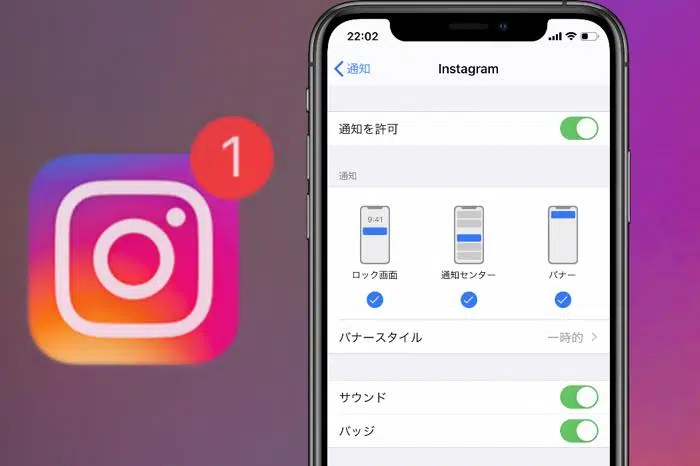 1
22:02
通知
Instagram
通知を許可
通知
9:41
ロック画面
通知センター
バナー
バナースタイル
一時的
サウンド
バッジ